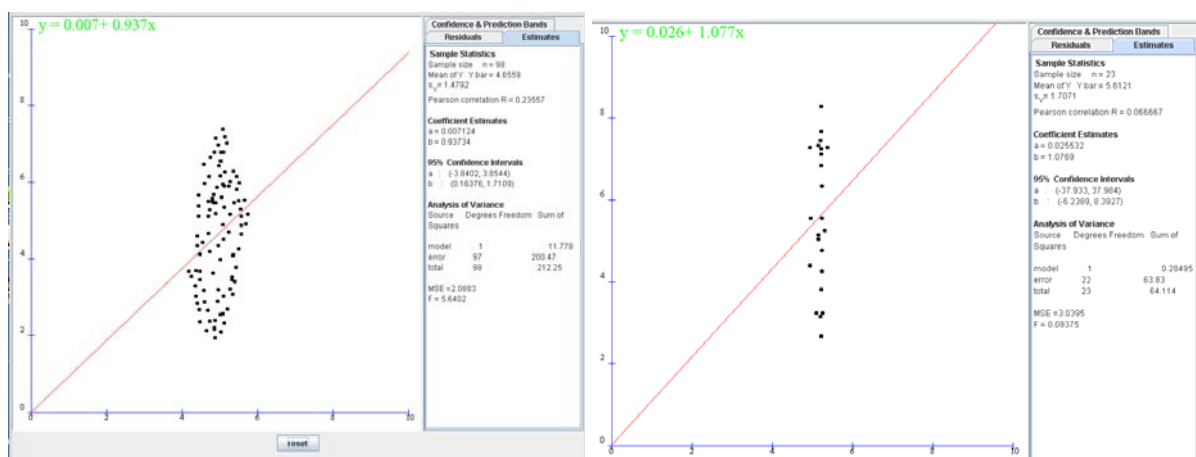 y = 0.007+ 0.937x
10
8
6
4
2
0
0 2 4 6 8 10
reset
Confidence & Prediction Bands
Residuals Estimates
Sample Statistics
Sample size n = 98
Mean of Y Y bar = 4.6559
sY= 1.4792
Pearson correlation R = 0.23557
Coefficient Estimates
a = 0.007124
b = 0.93734
95% Confidence Intervals
a : (-3.8402, 3.8544)
b : (0.16376, 1.7109)
Analysis of Variance
Source Degrees Freedom Sum of
Squares
model 1 11.778
error 97 200.47
total 98 212.25
MSE =2.0883
F = 5.6402
y = 0.026+ 1.077x
10
8
6
4
2
0
0 2 4 6 8 10
Confidence & Prediction Bands
Residuals Estimates
Sample Statistics
Sample size n = 23
Mean of Y Y bar = 5.6121
sY= 1.7071
Pearson correlation R = 0.066667
Coefficient Estimates
a = 0.025532
b = 1.0769
95% Confidence Intervals
a : (-37.933, 37.984)
b : (-6.2389, 8.3927)
Analysis of Variance
Source Degrees Freedom Sum of
Squares
model 1 0.28495
error 22 63.83
total 23 64.114
MSE =3.0395
F = 0.09375